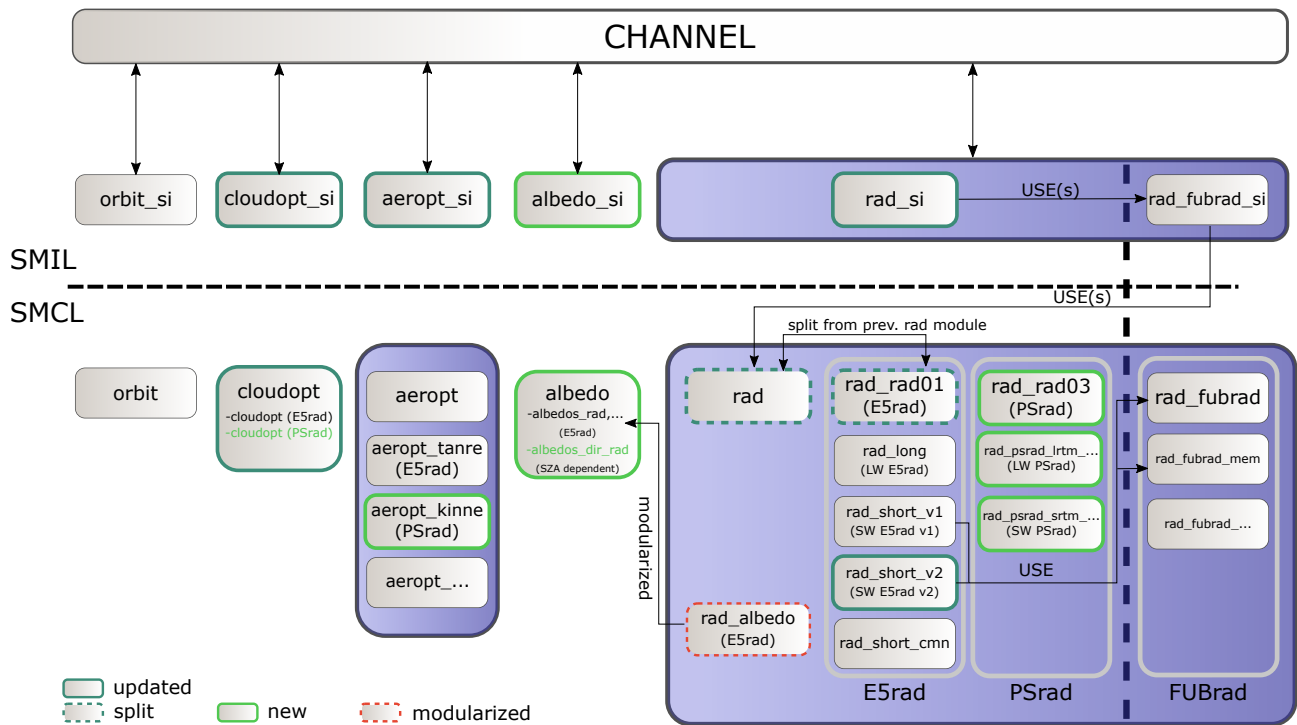 CHANNEL
orbit_si
cloudopt_si
aeropt_si
albedo_si
rad_si
USE(s)
rad_fubrad_si
SMIL
SMCL
USE(s)
split from prev. rad module
orbit
cloudopt
-cloudopt (E5rad)
-cloudopt (PSrad)
aeropt
aeropt_tanre
(E5rad)
aeropt_kinne
(PSrad)
aeropt_...
albedo
-albedos_rad,...
(E5rad)
-albedos_dir_rad
(SZA dependent)
modularized
rad
rad_albedo
(E5rad)
rad_rad01
(E5rad)
rad_long
(LW E5rad)
rad_short_v1
(SW E5rad v1)
rad_short_v2
(SW E5rad v2)
rad_short_cmn
E5rad
rad_rad03
(PSrad)
rad_psrad_lrtm_...
(LW PSrad)
rad_psrad_srtm_...
(SW PSrad)
USE
PSrad
rad_fubrad
rad_fubrad_mem
rad_fubrad_...
FUBrad
updated
split
new
modularized